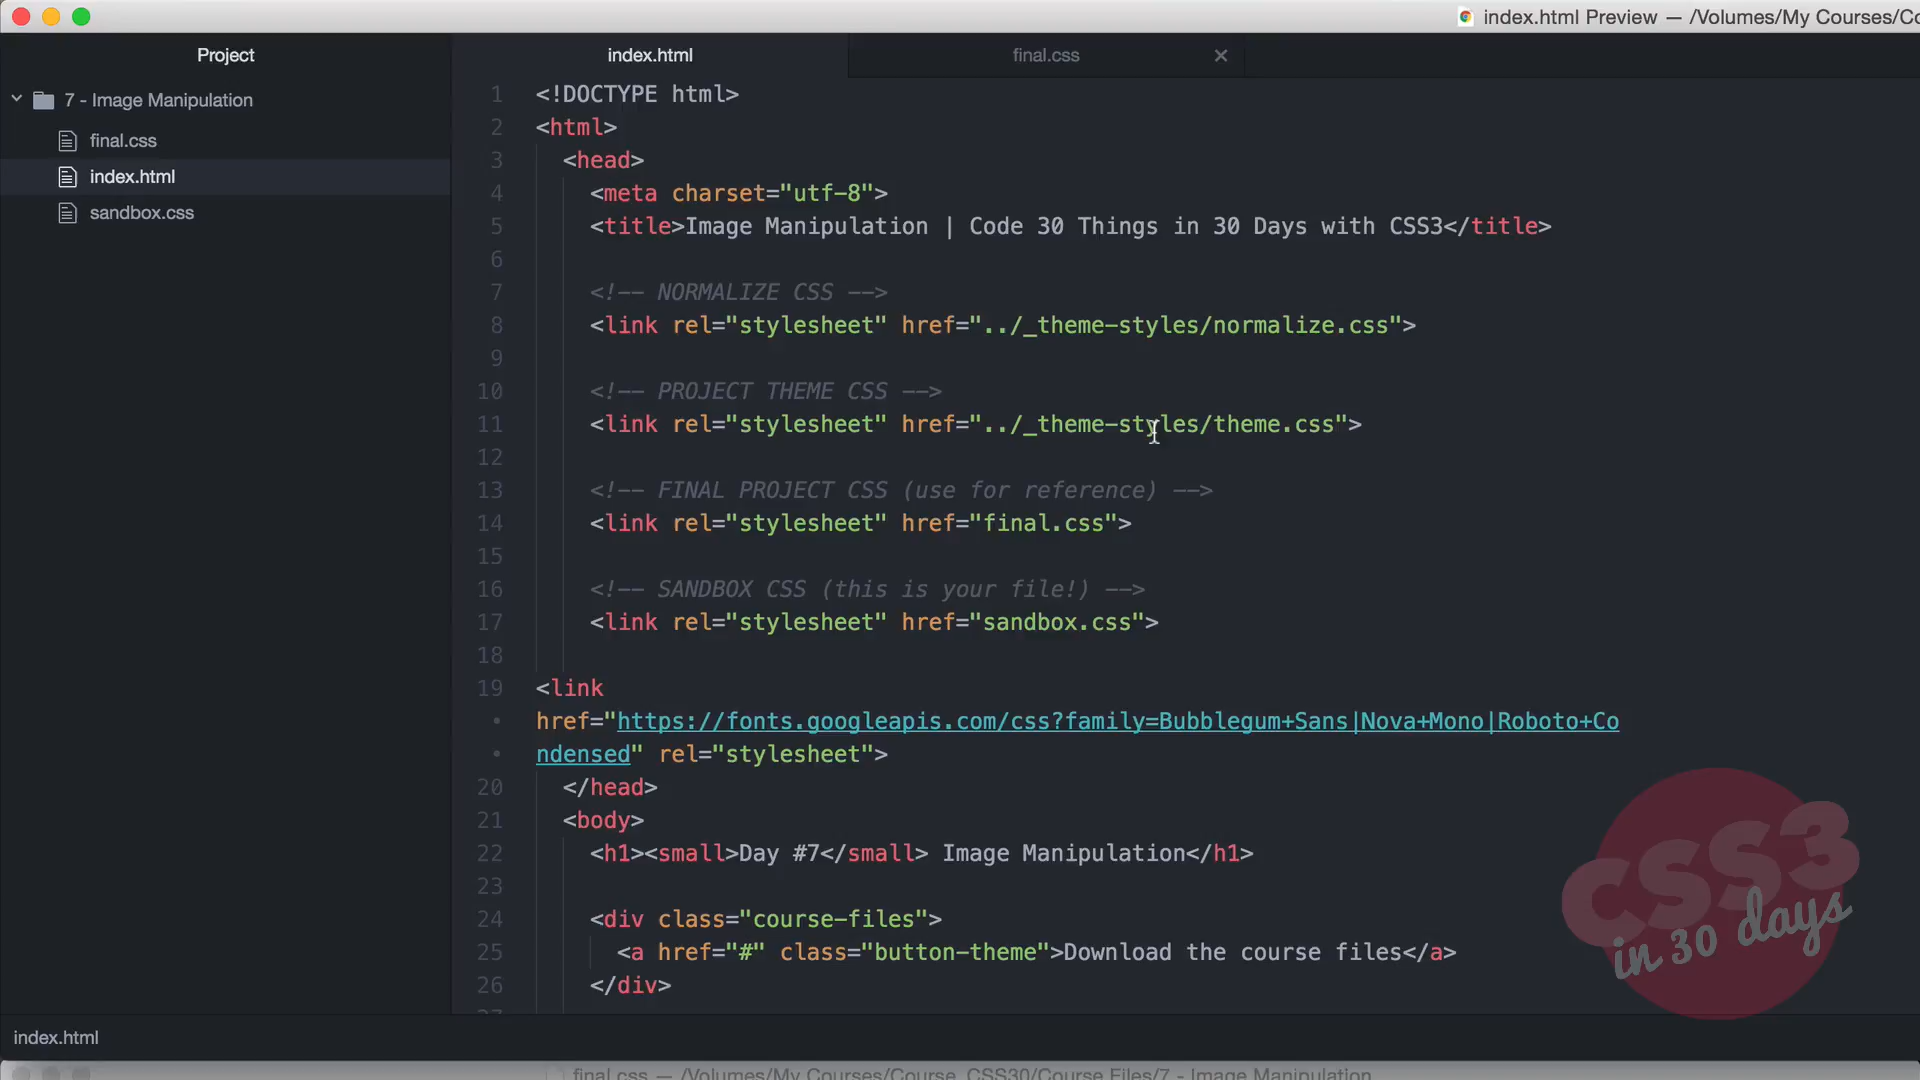 index.html Preview — /Volumes/My Courses/Co
Project
index.html
final.css
7 - Image Manipulation
final.css
index.html
sandbox.css
1 <!DOCTYPE html>
2 <html>
3 <head>
4 <meta charset="utf-8">
5 <title>Image Manipulation | Code 30 Things in 30 Days with CSS3</title>
6
7 <!-- NORMALIZE CSS -->
8 <link rel="stylesheet" href="../_theme-styles/normalize.css">
9
10 <!-- PROJECT THEME CSS -->
11 <link rel="stylesheet" href="../_theme-styles/theme.css">
12
13 <!-- FINAL PROJECT CSS (use for reference) -->
14 <link rel="stylesheet" href="final.css">
15
16 <!-- SANDBOX CSS (this is your file!) -->
17 <link rel="stylesheet" href="sandbox.css">
18
19 <link
href="https://fonts.googleapis.com/css?family=Bubblegum+Sans|Nova+Mono|Roboto+Co
ndensed" rel="stylesheet">
20 </head>
21 <body>
22 <h1><small>Day #7</small> Image Manipulation</h1>
23
24 <div class="course-files">
25 <a href="#" class="button-theme">Download the course files</a>
26 </div>
CSS3
in 30 days
index.html
final.css — /Volumes/My Courses/Course_CSS30/Course Files/7 - Image Manipulation